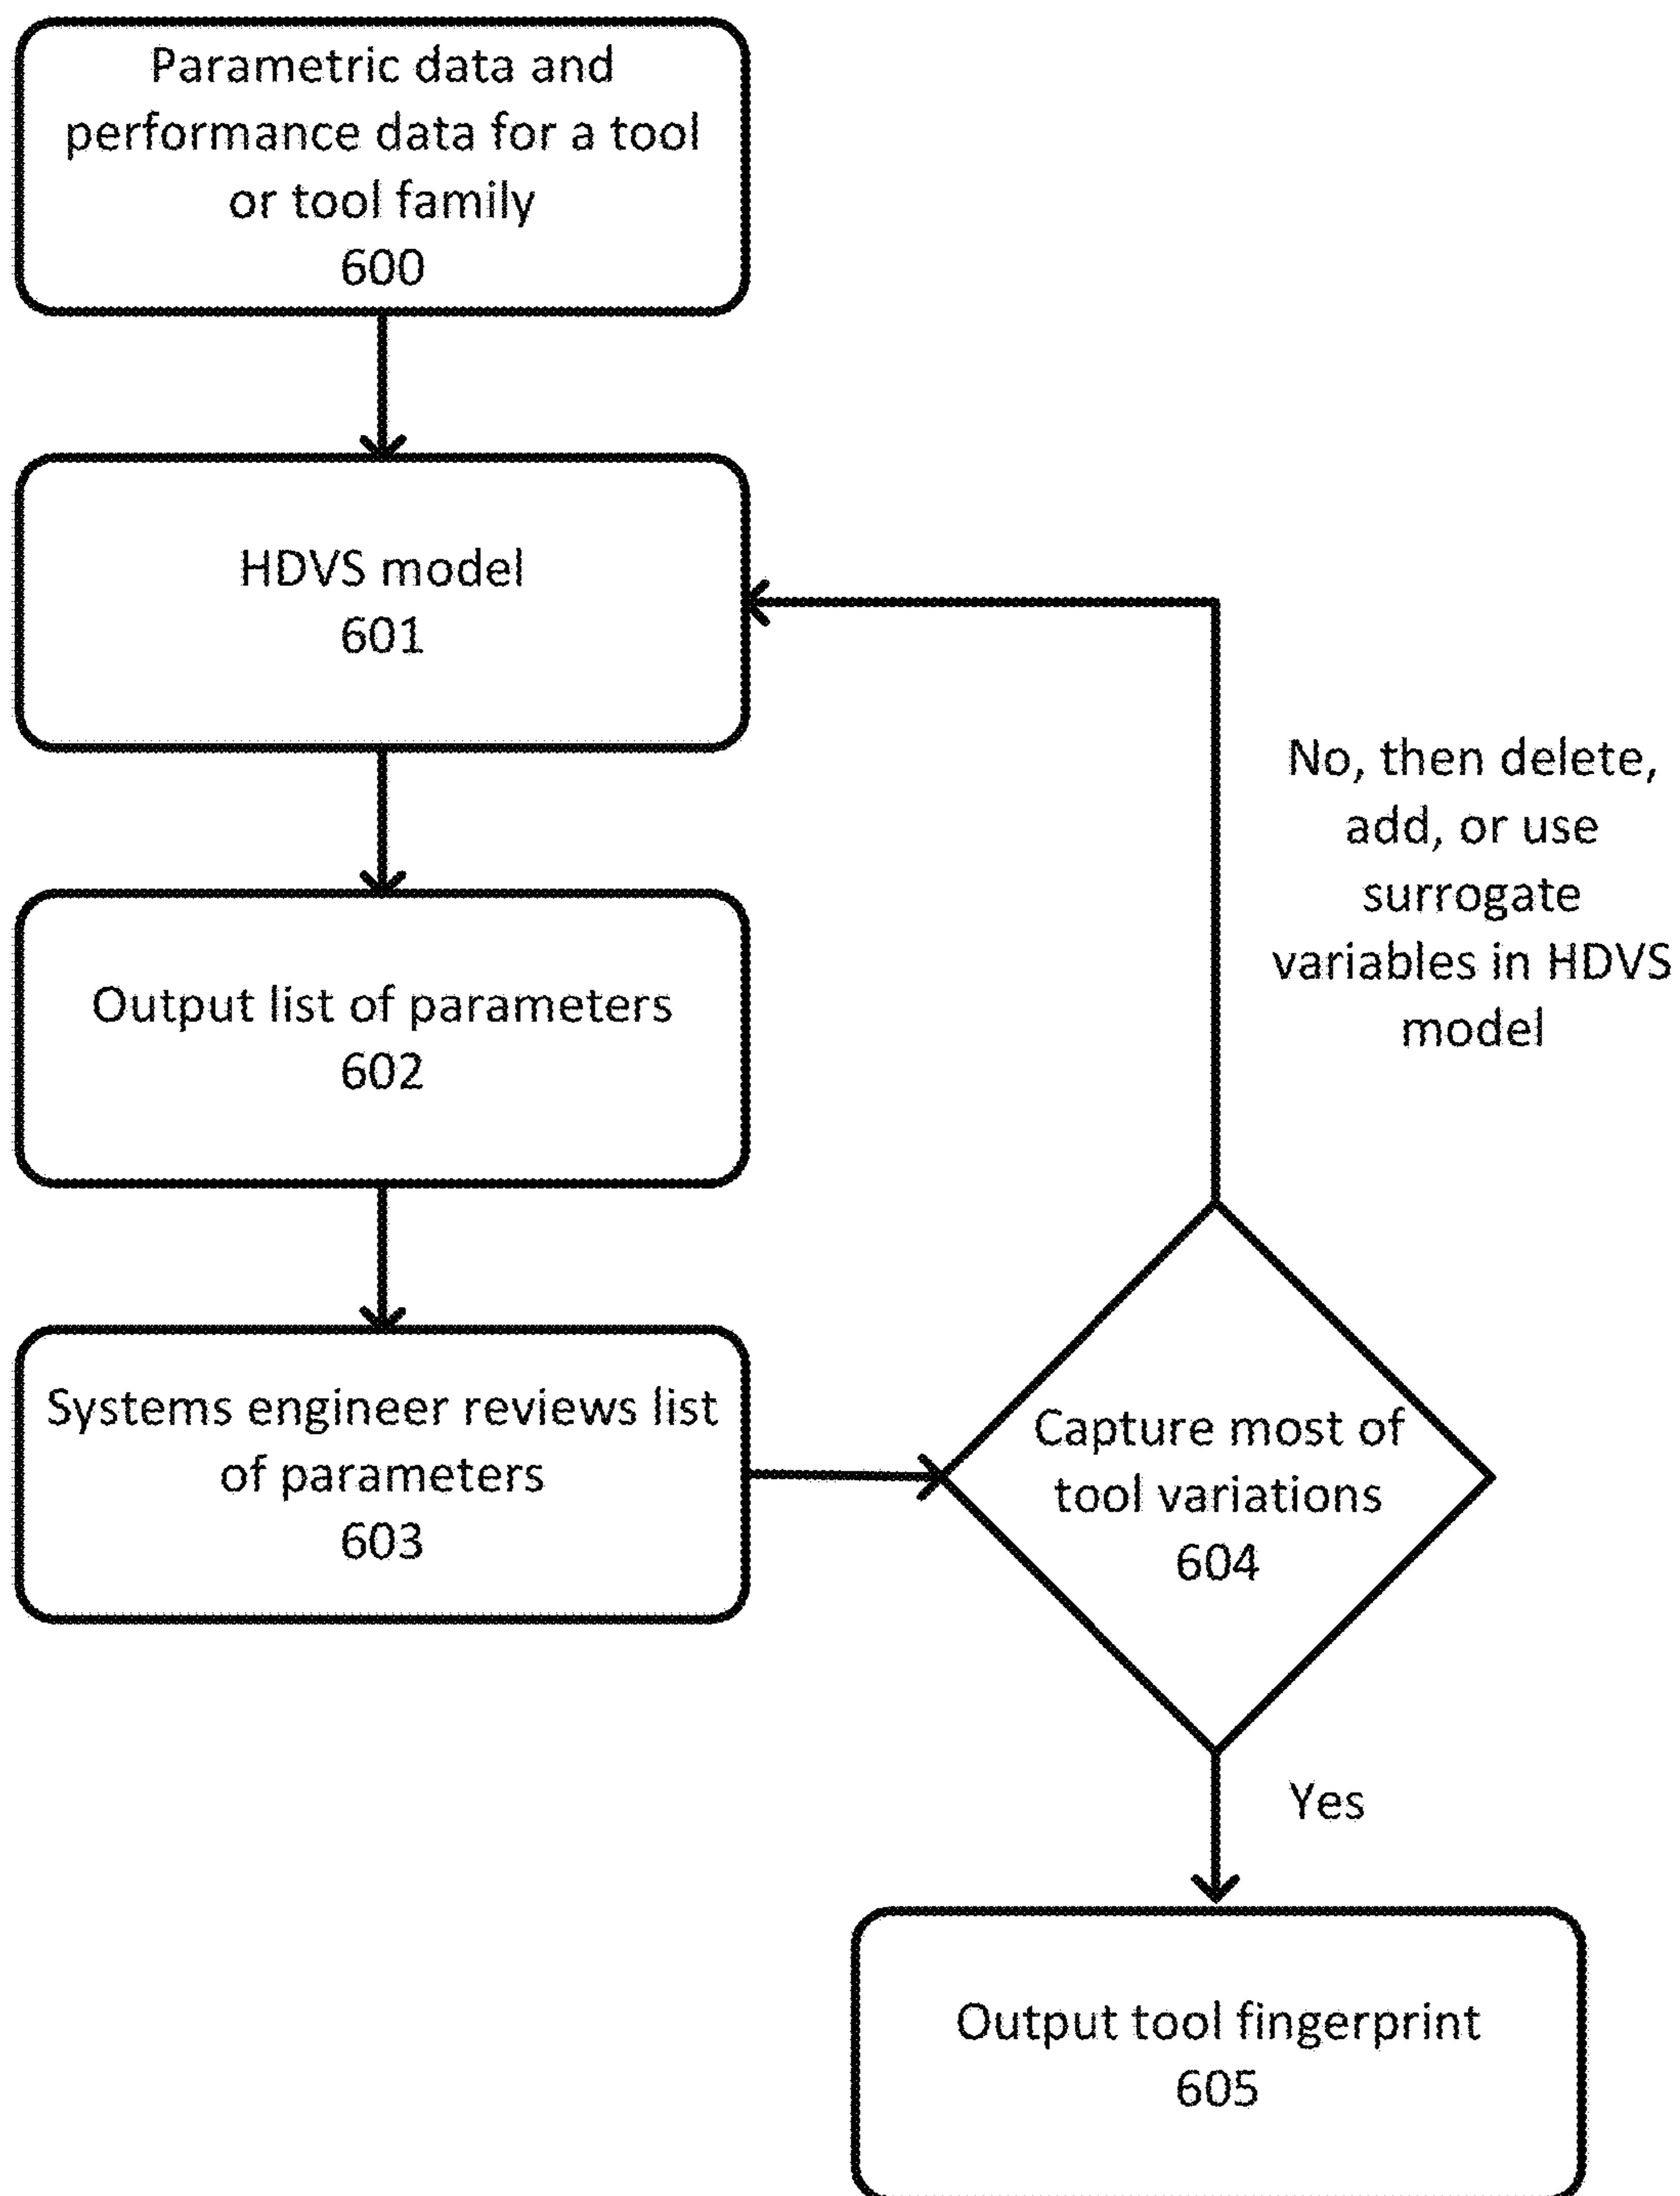 Parametric data and
performance data for a tool
or tool family
600
HDVS model
601
No, then delete,
add, or use
surrogate
variables in HDVS
model
Output list of parameters
602
Systems engineer reviews list
of parameters
603
Capture most of
tool variations
604
Yes
Output tool fingerprint
605